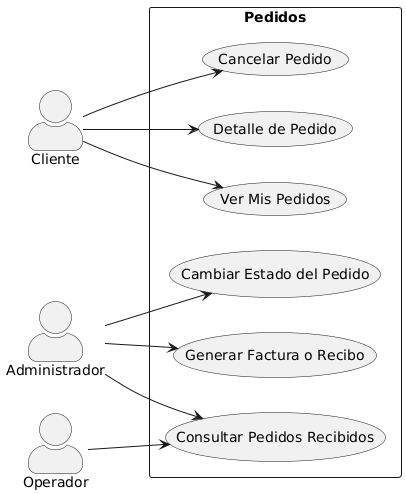 Pedidos
Cancelar Pedido
Detalle de Pedido
Cliente
Ver Mis Pedidos
Cambiar Estado del Pedido
Generar Factura o Recibo
Administrador
Consultar Pedidos Recibidos
Operador